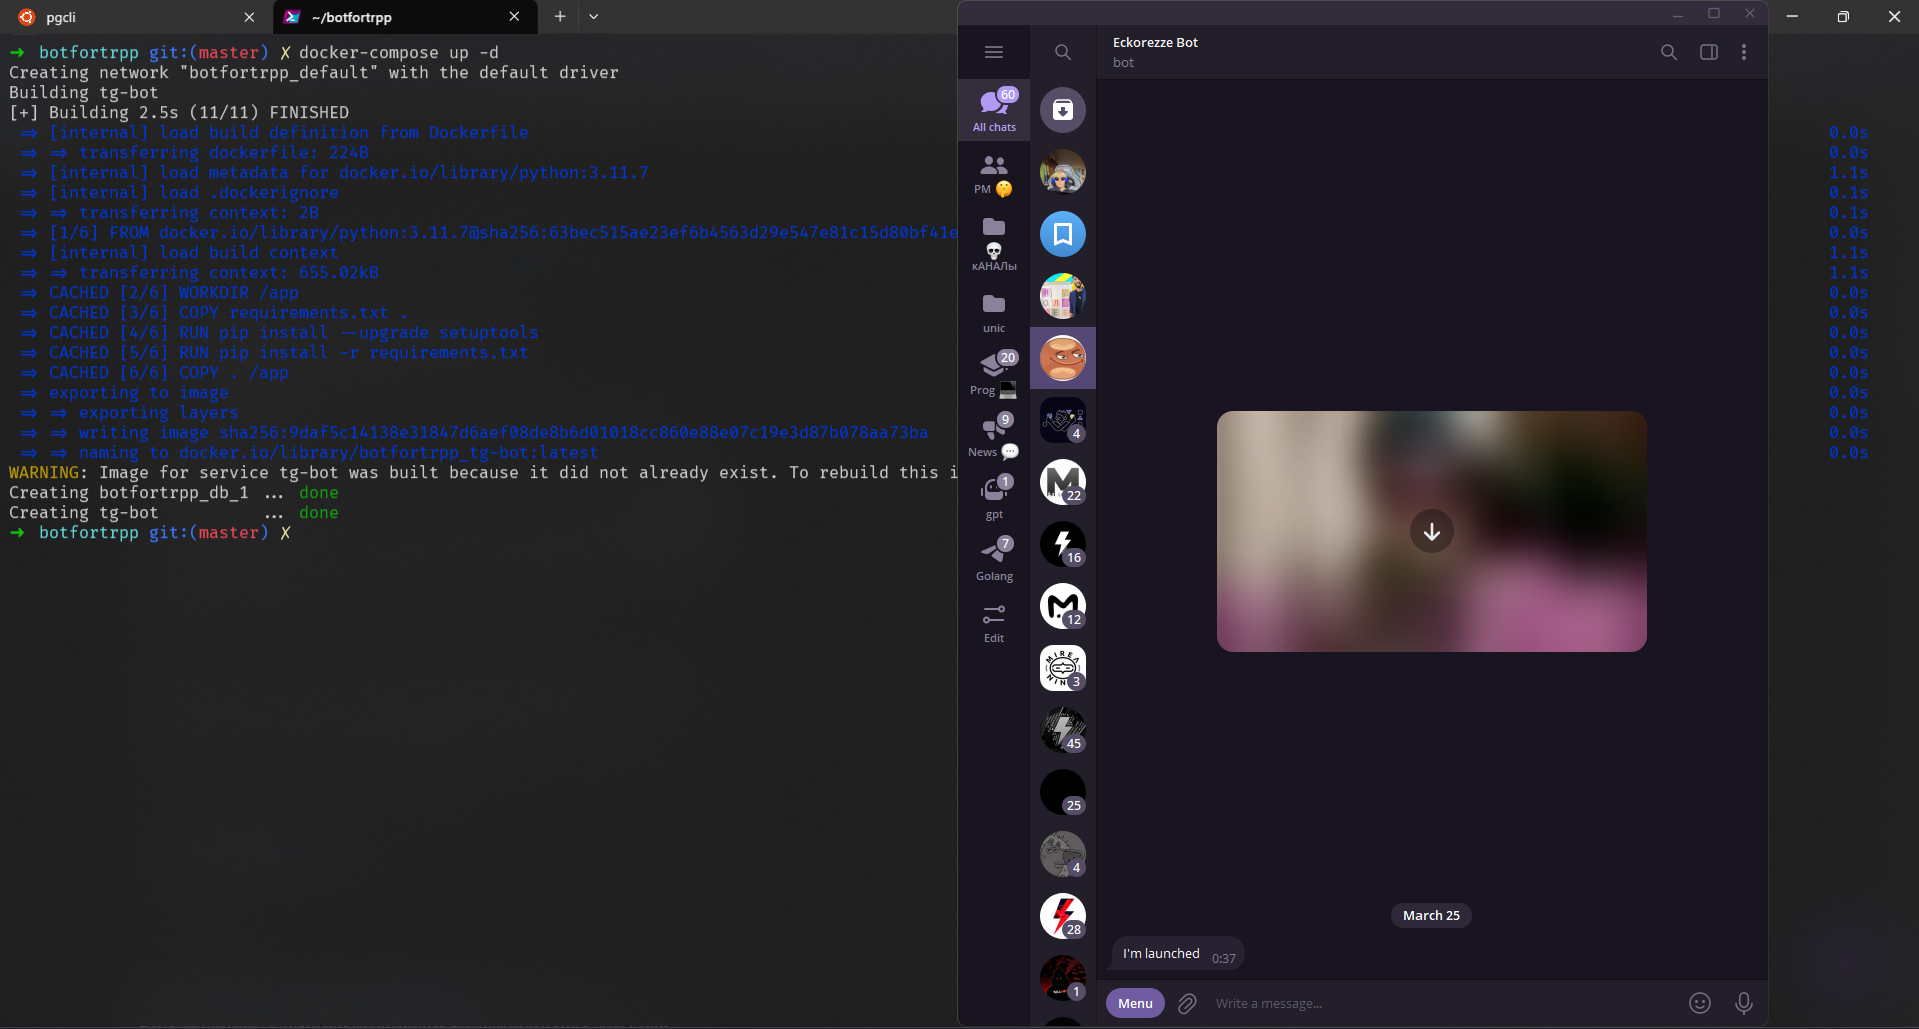 pgcli
~/botfortrpp
➜ botfortrpp git:(master) ✗ docker-compose up -d
Creating network "botfortrpp_default" with the default driver
Building tg-bot
[+] Building 2.5s (11/11) FINISHED
=> [internal] load build definition from Dockerfile 0.0s
=> => transferring dockerfile: 224B 0.0s
=> [internal] load metadata for docker.io/library/python:3.11.7 1.1s
=> [internal] load .dockerignore 0.1s
=> => transferring context: 2B 0.1s
=> [1/6] FROM docker.io/library/python:3.11.7@sha256:63bec515ae23ef6b4563d29e547e81c15d80bf41e 0.0s
=> [internal] load build context 1.1s
=> => transferring context: 655.02kB 1.1s
=> CACHED [2/6] WORKDIR /app 0.0s
=> CACHED [3/6] COPY requirements.txt . 0.0s
=> CACHED [4/6] RUN pip install --upgrade setuptools 0.0s
=> CACHED [5/6] RUN pip install -r requirements.txt 0.0s
=> CACHED [6/6] COPY . /app 0.0s
=> exporting to image 0.0s
=> => exporting layers 0.0s
=> => writing image sha256:9daf5c14138e31847d6aef08de8b6d01018cc860e88e07c19e3d87b078aa73ba 0.0s
=> => naming to docker.io/library/botfortrpp_tg-bot:latest 0.0s
WARNING: Image for service tg-bot was built because it did not already exist. To rebuild this i
Creating botfortrpp_db_1 ... done
Creating tg-bot ... done
➜ botfortrpp git:(master) ✗
60
All chats
PM 🤫
💀
кАНАЛы
unic
20
Prog 💻
9
News 💬
1
gpt
7
Golang
Edit
4
22
16
12
MIREA NINJ
3
45
25
4
28
1
Eckorezze Bot
bot
March 25
I'm launched 0:37
Menu
Write a message...